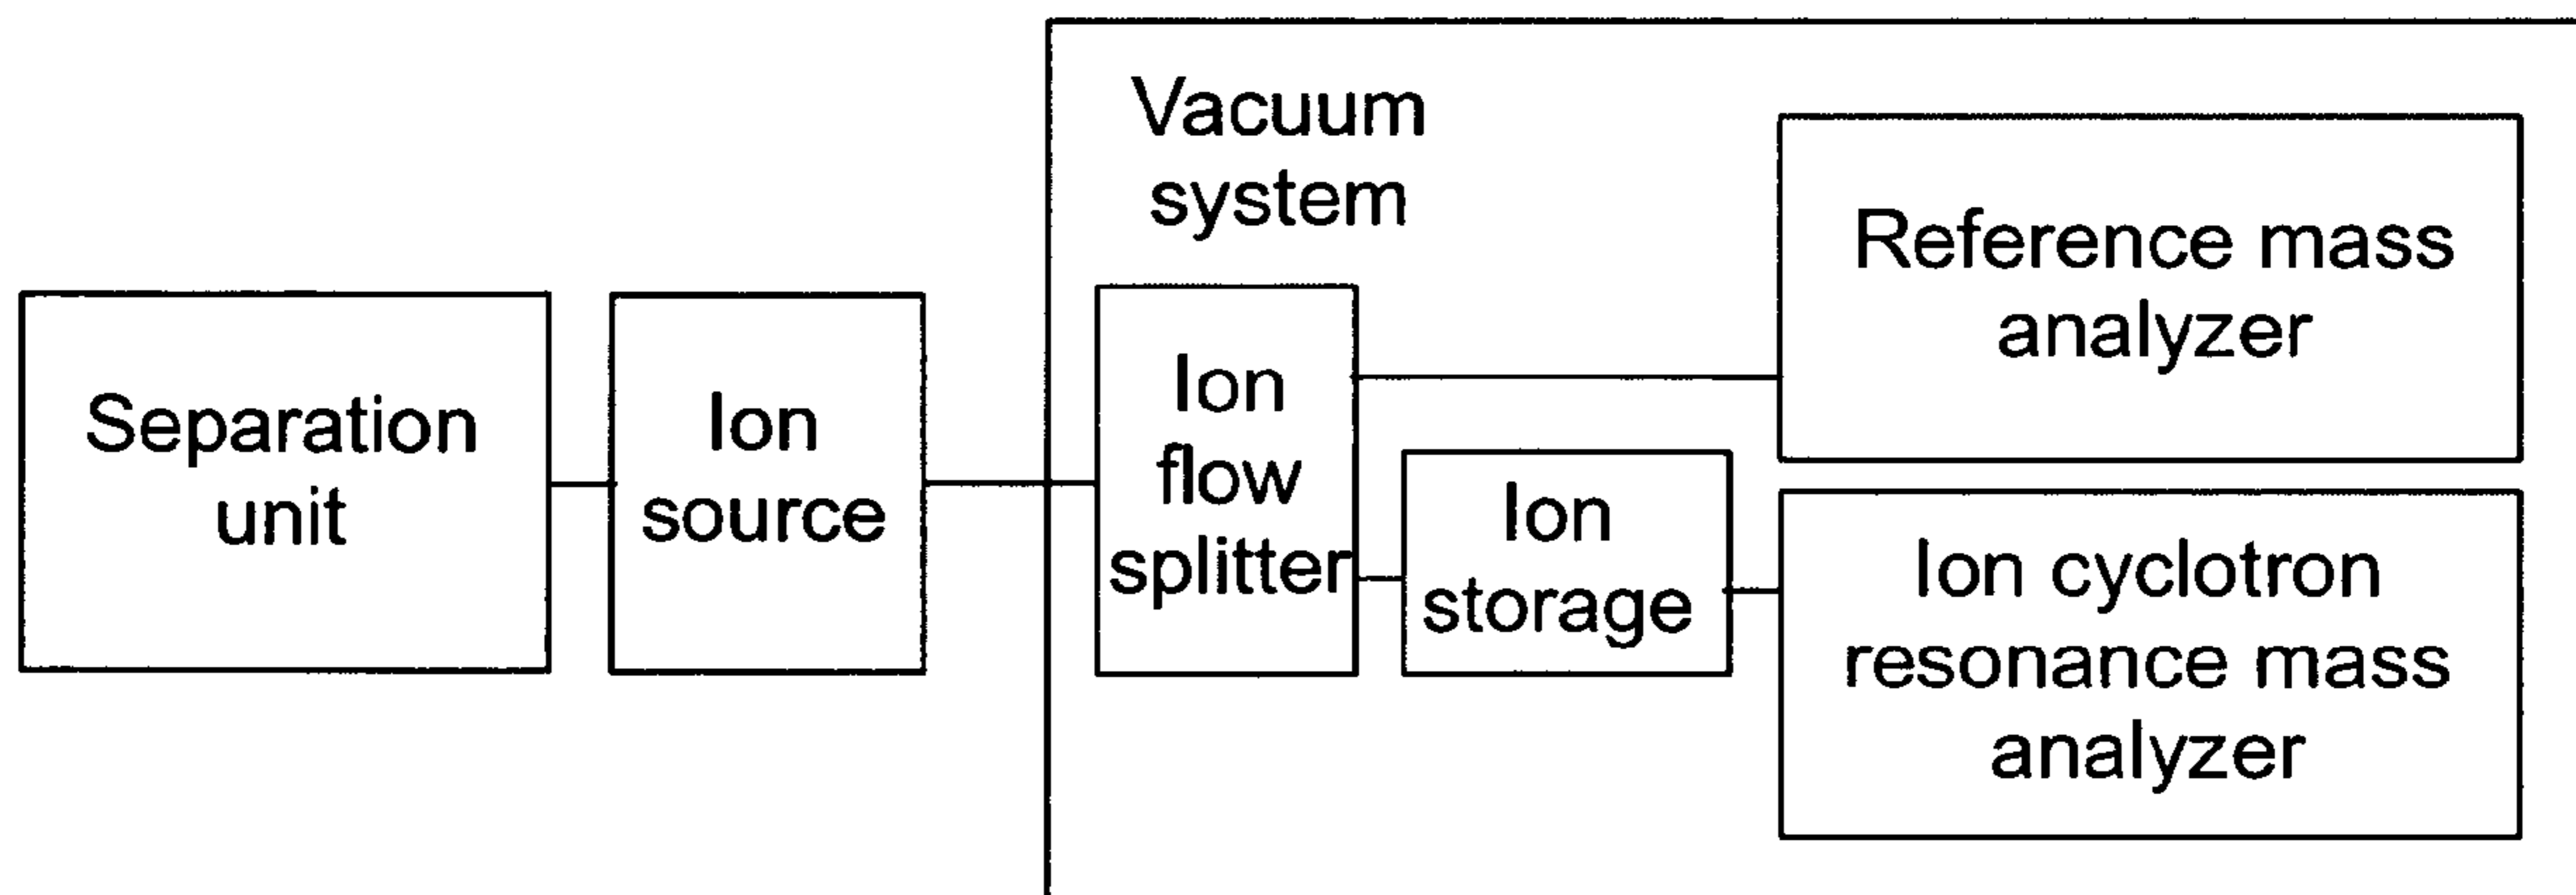 Separation
unit
Ion
source
Vacuum
system
Ion
flow
splitter
Ion
storage
Reference mass
analyzer
Ion cyclotron
resonance mass
analyzer